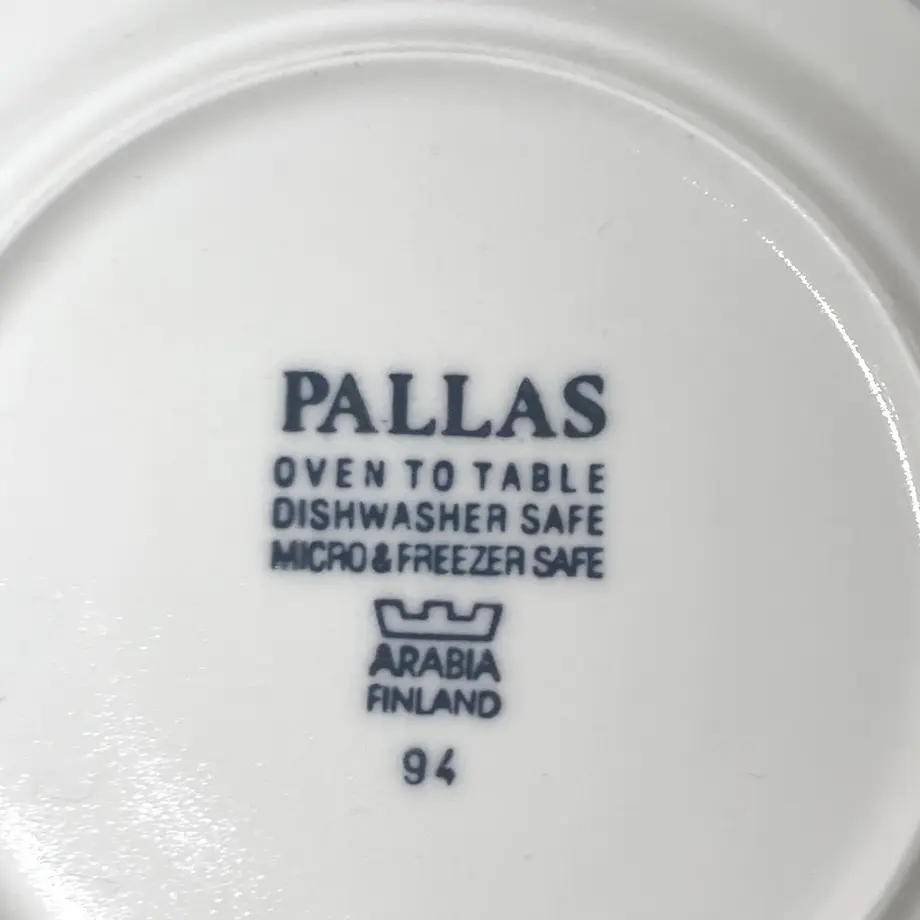 PALLAS
OVEN TO TABLE
DISHWASHER SAFE
MICRO & FREEZER SAFE
ARABIA
FINLAND
94